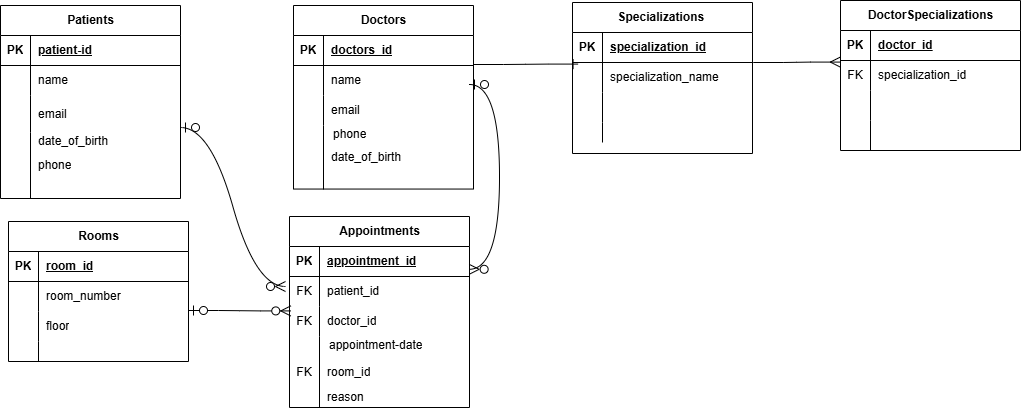 Patients
PK patient-id
name
email
date_of_birth
phone
Doctors
PK doctors_id
name
email
phone
date_of_birth
Specializations
PK specialization_id
specialization_name
DoctorSpecializations
PK doctor_id
FK specialization_id
Rooms
PK room_id
room_number
floor
Appointments
PK appointment_id
FK patient_id
FK doctor_id
appointment-date
FK room_id
reason